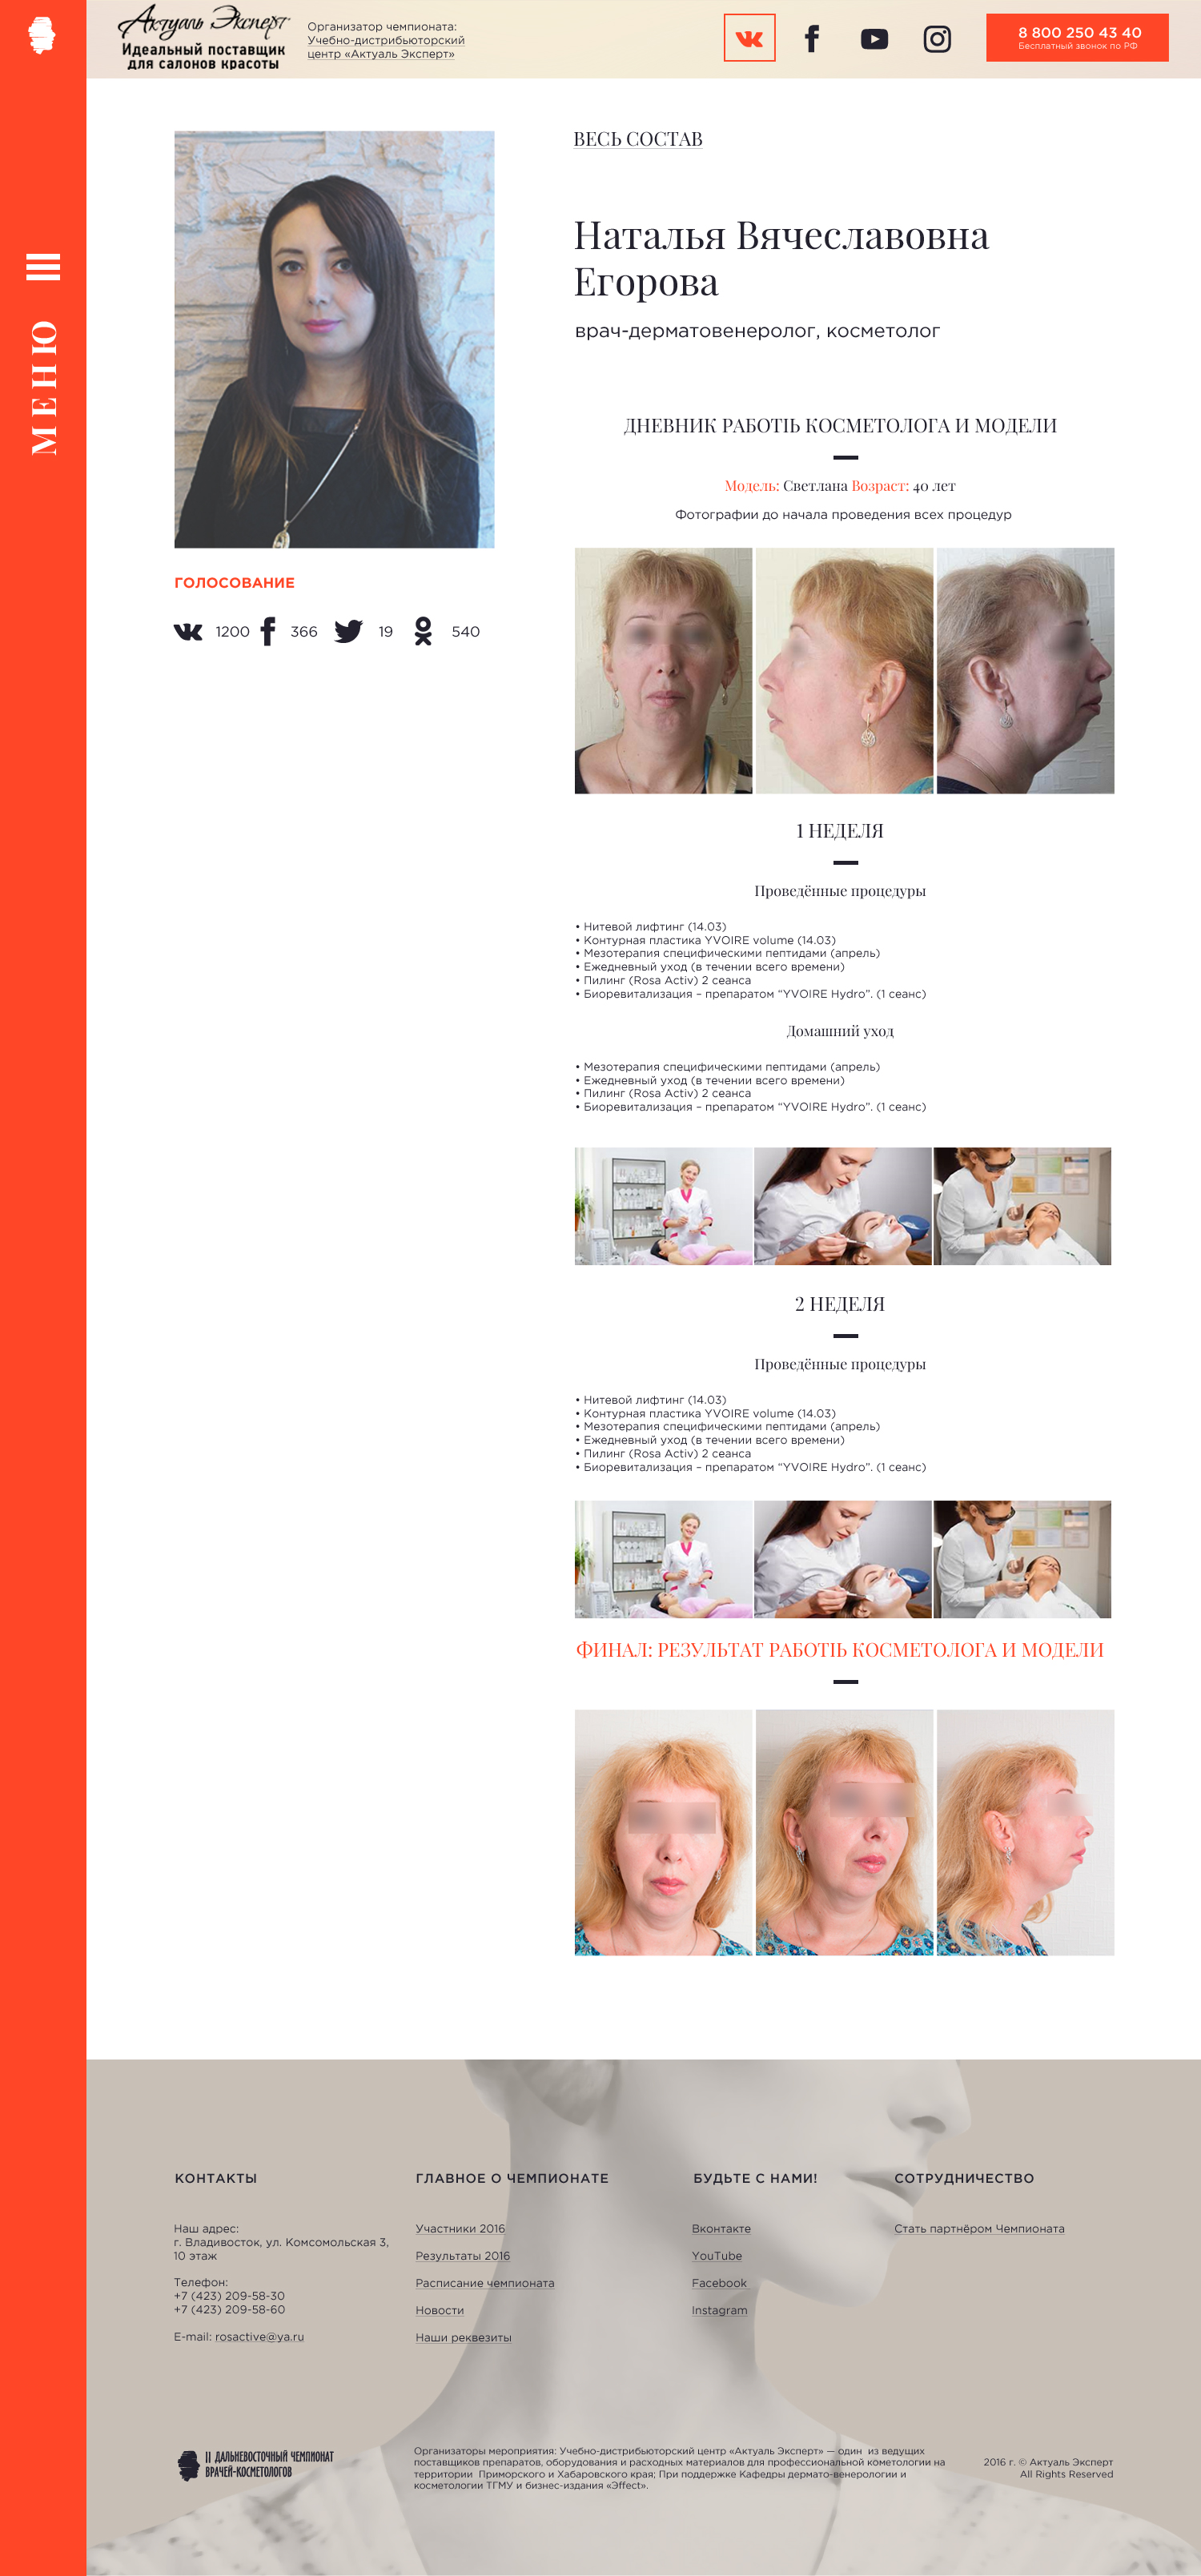 Актуаль Эксперт
Идеальный поставщик
для салонов красоты
Организатор чемпионата:
Учебно-дистрибьюторский
центр «Актуаль Эксперт»
8 800 250 43 40
Бесплатный звонок по РФ
МЕНЮ
ВЕСЬ СОСТАВ
Наталья Вячеславовна
Егорова
врач-дерматовенеролог, косметолог
ГОЛОСОВАНИЕ
1200 366 19 540
ДНЕВНИК РАБОТЬ КОСМЕТОЛОГА И МОДЕЛИ
Модель: Светлана Возраст: 40 лет
Фотографии до начала проведения всех процедур
1 НЕДЕЛЯ
Проведённые процедуры
• Нитевой лифтинг (14.03)
• Контурная пластика YVOIRE volume (14.03)
• Мезотерапия специфическими пептидами (апрель)
• Ежедневный уход (в течении всего времени)
• Пилинг (Rosa Activ) 2 сеанса
• Биоревитализация – препаратом “YVOIRE Hydro”. (1 сеанс)
Домашний уход
• Мезотерапия специфическими пептидами (апрель)
• Ежедневный уход (в течении всего времени)
• Пилинг (Rosa Activ) 2 сеанса
• Биоревитализация – препаратом “YVOIRE Hydro”. (1 сеанс)
2 НЕДЕЛЯ
Проведённые процедуры
• Нитевой лифтинг (14.03)
• Контурная пластика YVOIRE volume (14.03)
• Мезотерапия специфическими пептидами (апрель)
• Ежедневный уход (в течении всего времени)
• Пилинг (Rosa Activ) 2 сеанса
• Биоревитализация – препаратом “YVOIRE Hydro”. (1 сеанс)
ФИНАЛ: РЕЗУЛЬТАТ РАБОТЬ КОСМЕТОЛОГА И МОДЕЛИ
КОНТАКТЫ
Наш адрес:
г. Владивосток, ул. Комсомольская 3,
10 этаж
Телефон:
+7 (423) 209-58-30
+7 (423) 209-58-60
E-mail: rosactive@ya.ru
ГЛАВНОЕ О ЧЕМПИОНАТЕ
Участники 2016
Результаты 2016
Расписание чемпионата
Новости
Наши реквезиты
БУДЬТЕ С НАМИ!
Вконтакте
YouTube
Facebook
Instagram
СОТРУДНИЧЕСТВО
Стать партнёром Чемпионата
II ДАЛЬНЕВОСТОЧНЫЙ ЧЕМПИОНАТ
ВРАЧЕЙ-КОСМЕТОЛОГОВ
Организаторы мероприятия: Учебно-дистрибьюторский центр «Актуаль Эксперт» — один из ведущих
поставщиков препаратов, оборудования и расходных материалов для профессиональной кометологии на
территории Приморского и Хабаровского края; При поддержке Кафедры дермато-венерологии и
косметологии ТГМУ и бизнес-издания «Эffect».
2016 г. © Актуаль Эксперт
All Rights Reserved